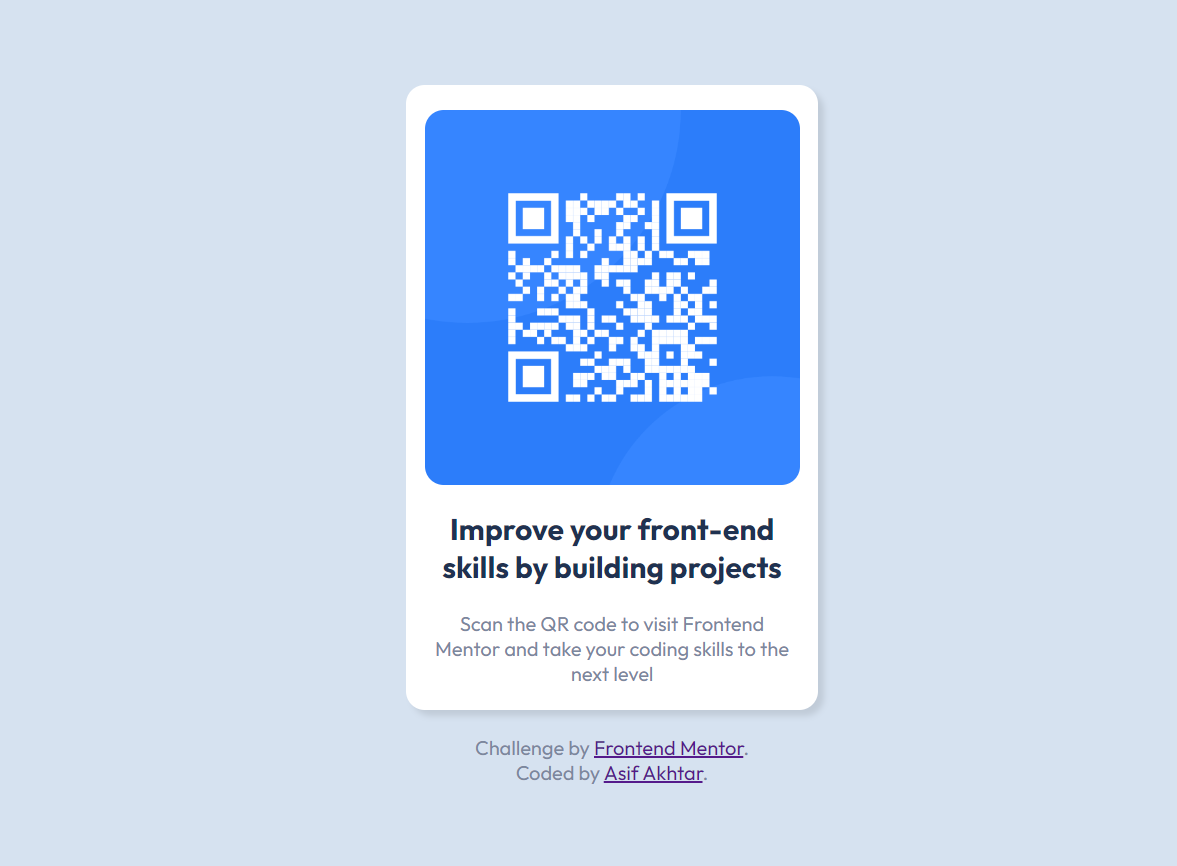 Improve your front-end
skills by building projects
Scan the QR code to visit Frontend
Mentor and take your coding skills to the
next level
Challenge by Frontend Mentor.
Coded by Asif Akhtar.